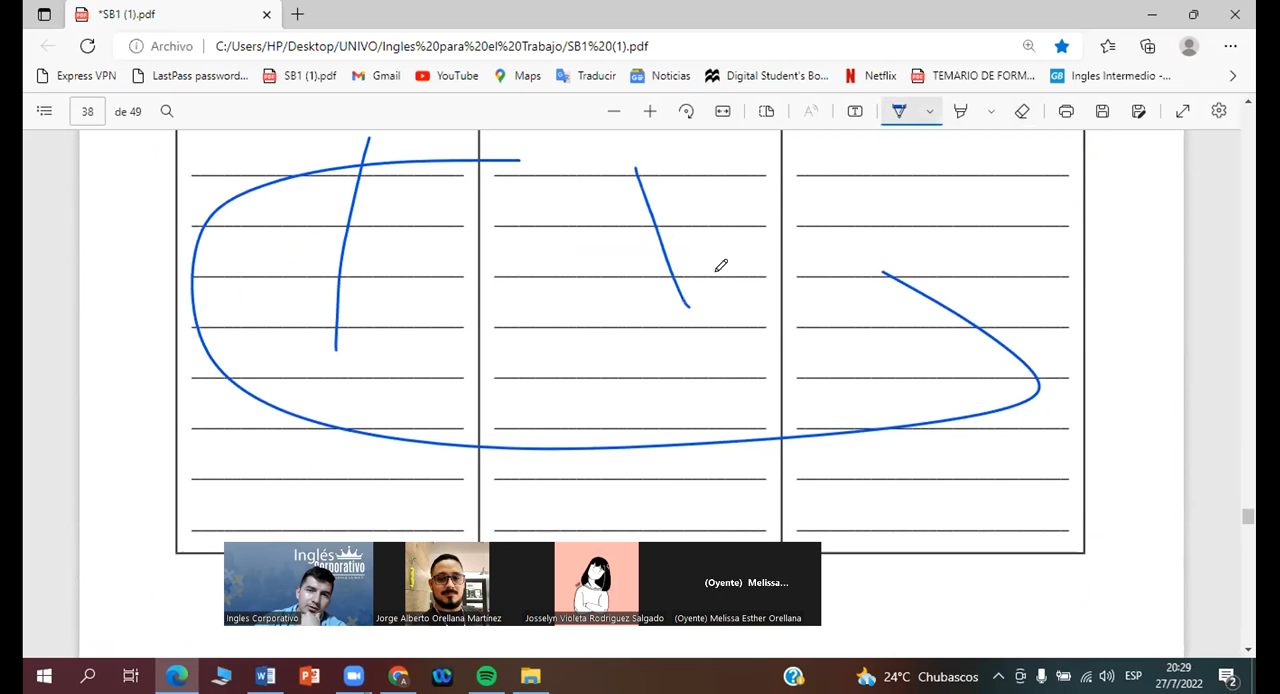 *SB1 (1).pdf
Archivo C:/Users/HP/Desktop/UNIVO/Ingles%20para%20el%20Trabajo/SB1%20(1).pdf
Express VPN LastPass password... SB1 (1).pdf Gmail YouTube Maps Traducir Noticias Digital Student's Bo... Netflix TEMARIO DE FORM... Ingles Intermedio -...
38 de 49
Inglés
Corporativo
(Oyente) Melissa...
Ingles Corporativo Jorge Alberto Orellana Martínez Josselyn Violeta Rodriguez Salgado (Oyente) Melissa Esther Orellana
24°C Chubascos ESP 20:29
27/7/2022 2